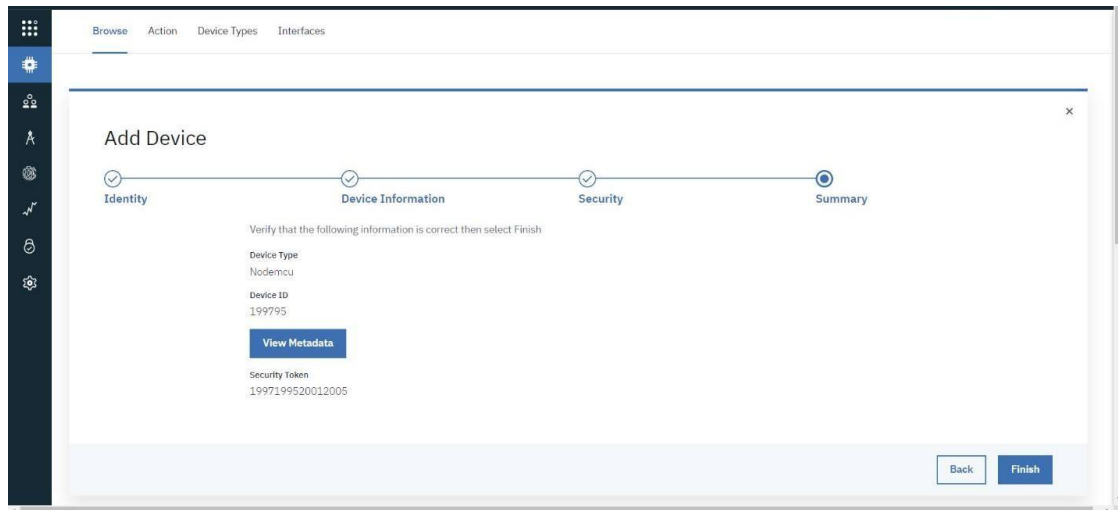 Browse Action Device Types Interfaces
Add Device
Identity Device Information Security Summary
Verify that the following information is correct then select Finish
Device Type
Nodemcu
Device ID
199795
View Metadata
Security Token
1997199520012005
Back Finish